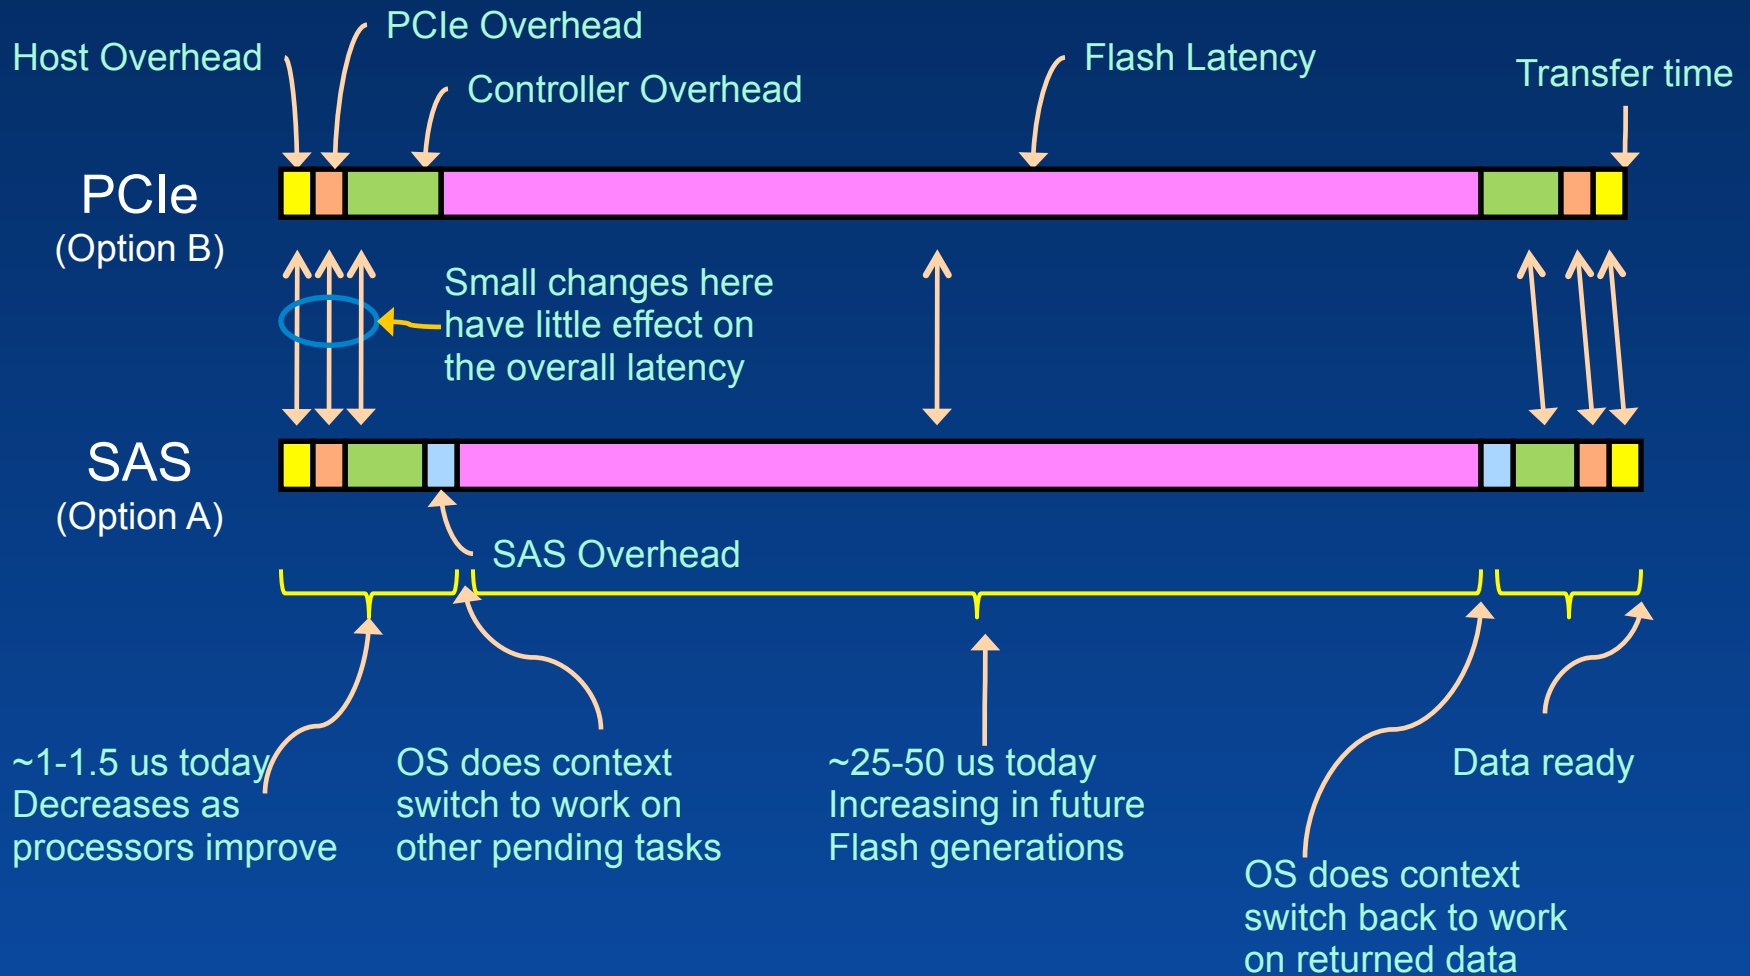 PCIe Overhead
Host Overhead
Flash Latency
Transfer time
Controller Overhead
PCIe
(Option B)
Small changes here
have little effect on
the overall latency
SAS
(Option A)
SAS Overhead
~1-1.5 us today
Decreases as
processors improve
OS does context
switch to work on
other pending tasks
~25-50 us today
Increasing in future
Flash generations
Data ready
OS does context
switch back to work
on returned data